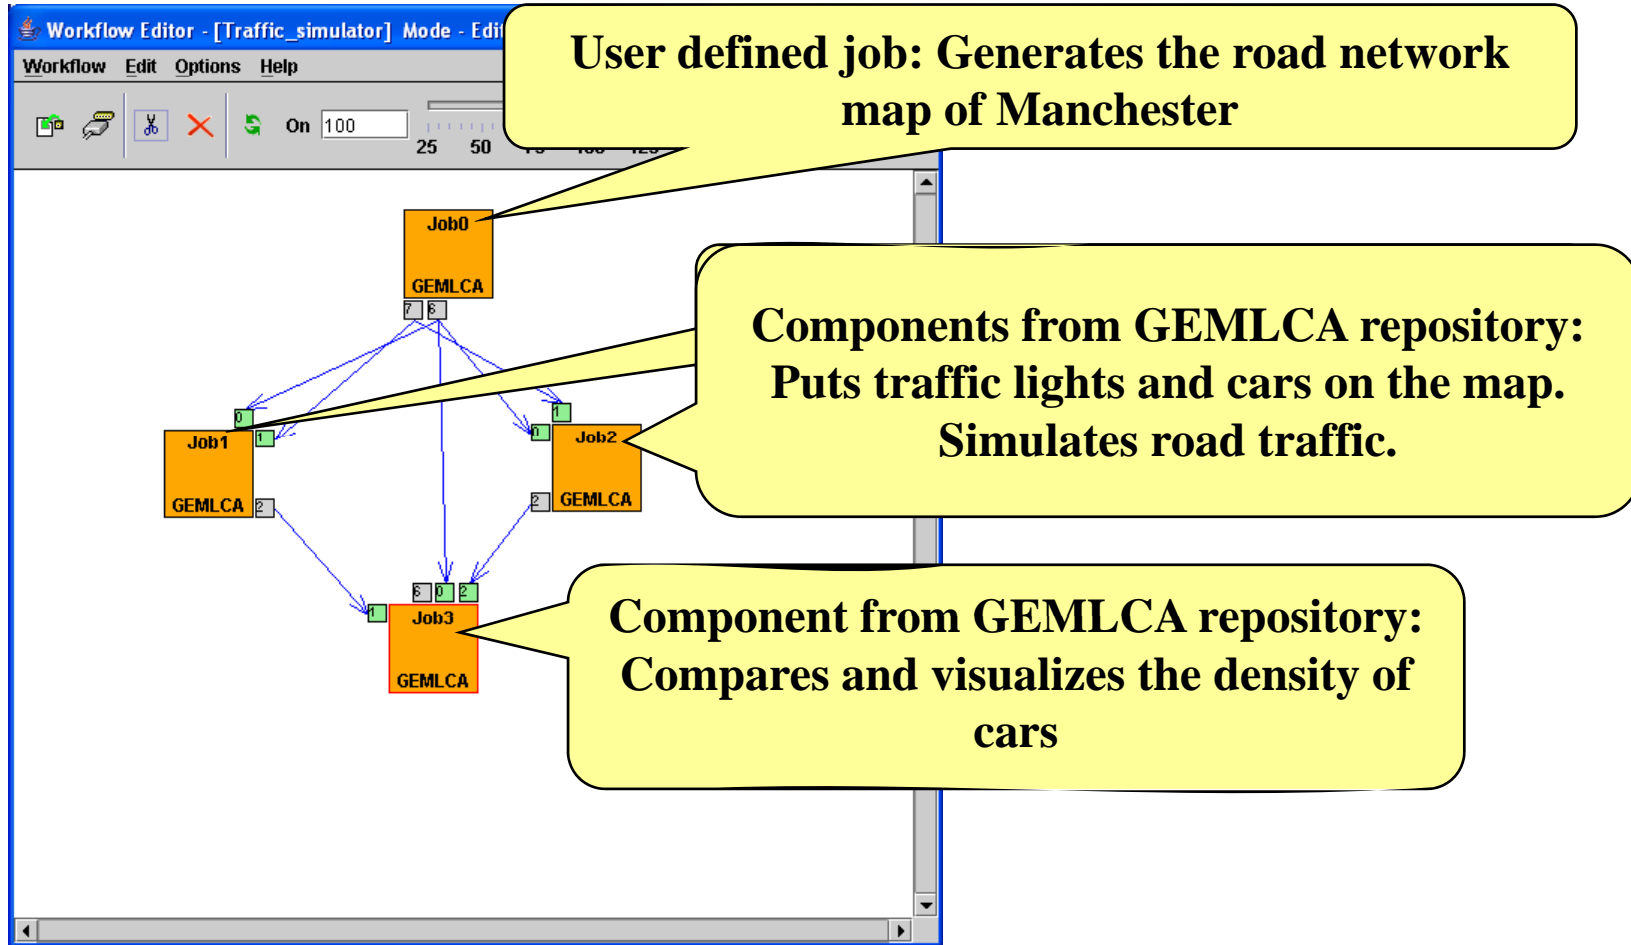 Workflow Editor - [Traffic_simulator] Mode - Edit
Workflow Edit Options Help
On 100
25 50
User defined job: Generates the road network
map of Manchester
Job0
GEMLCA
7 6
Components from GEMLCA repository:
Puts traffic lights and cars on the map.
Simulates road traffic.
0 1
1 0
Job1
GEMLCA
2
Job2
GEMLCA
2
6 0 2
1
Job3
GEMLCA
Component from GEMLCA repository:
Compares and visualizes the density of
cars